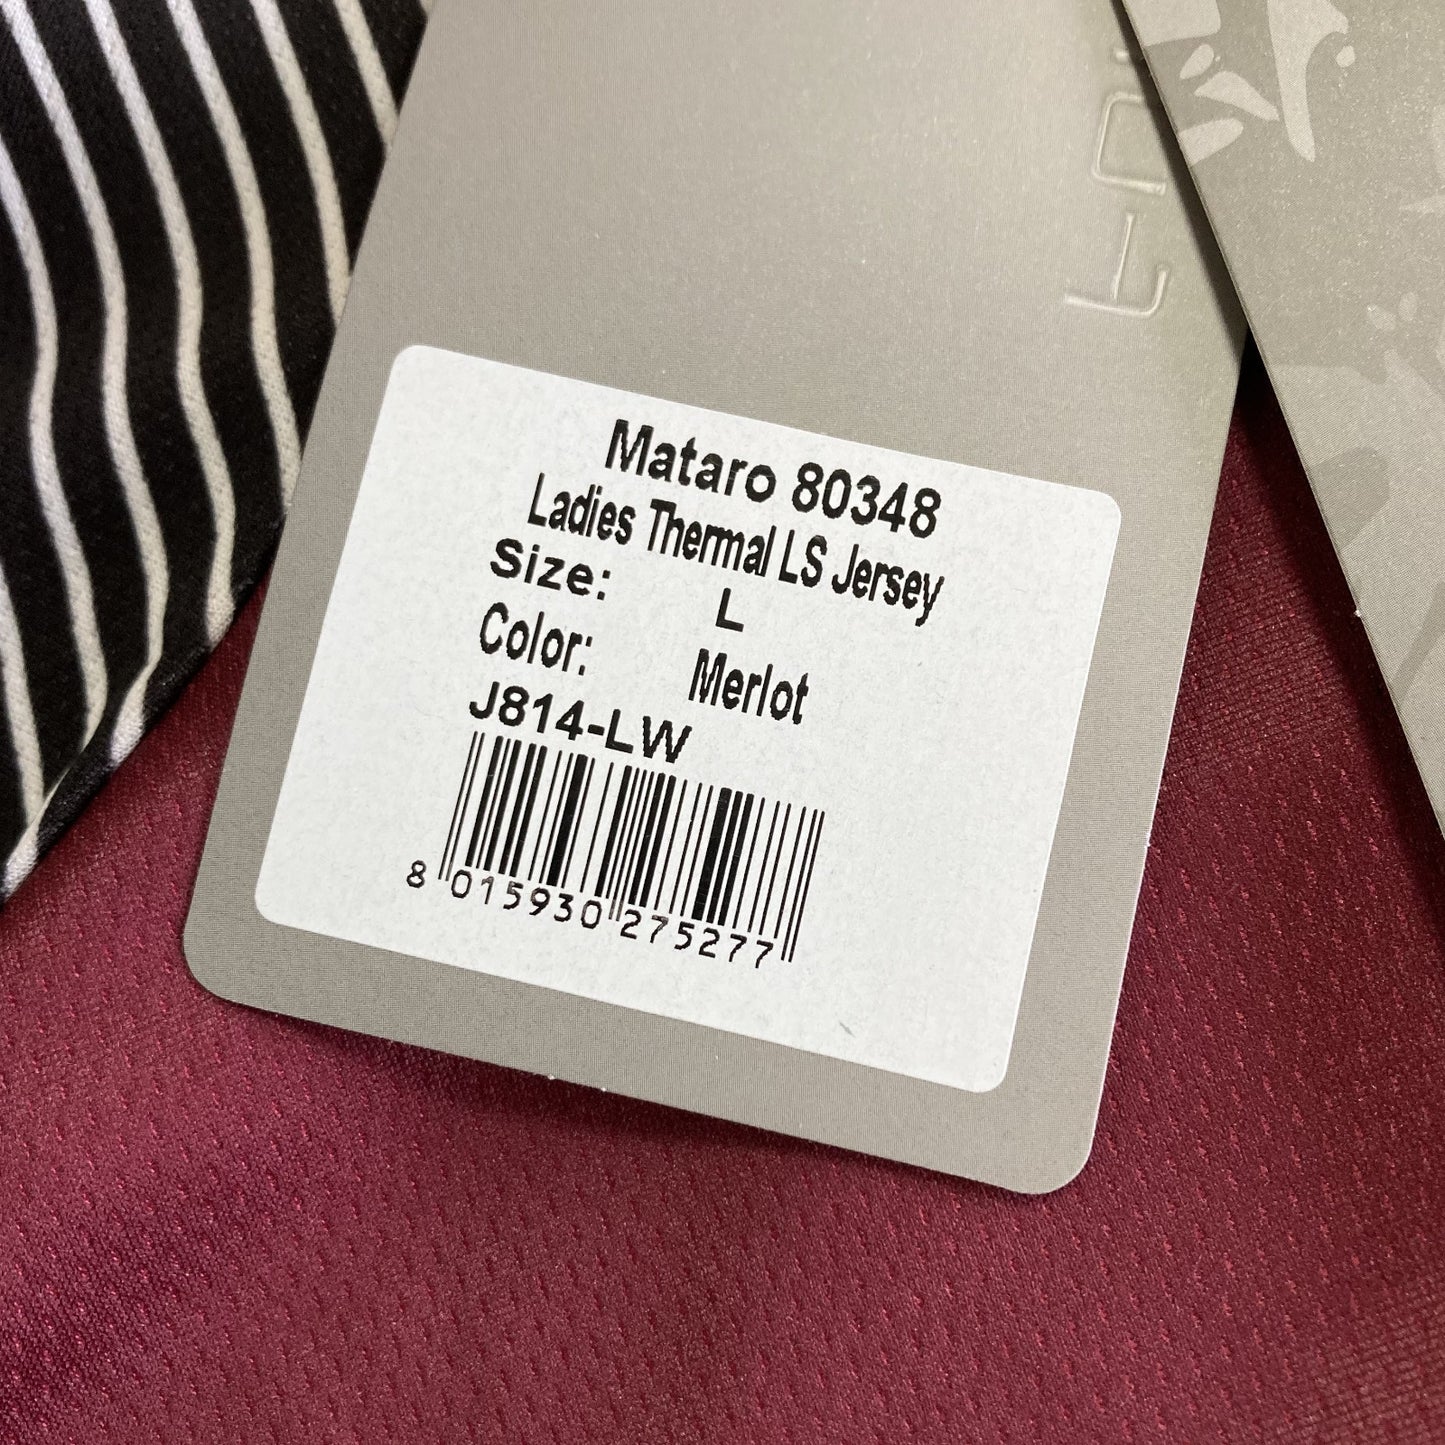 Mataro 80348
Ladies Thermal LS Jersey
Size: L
Color: Merlot
J814-LW
8 015930 275277